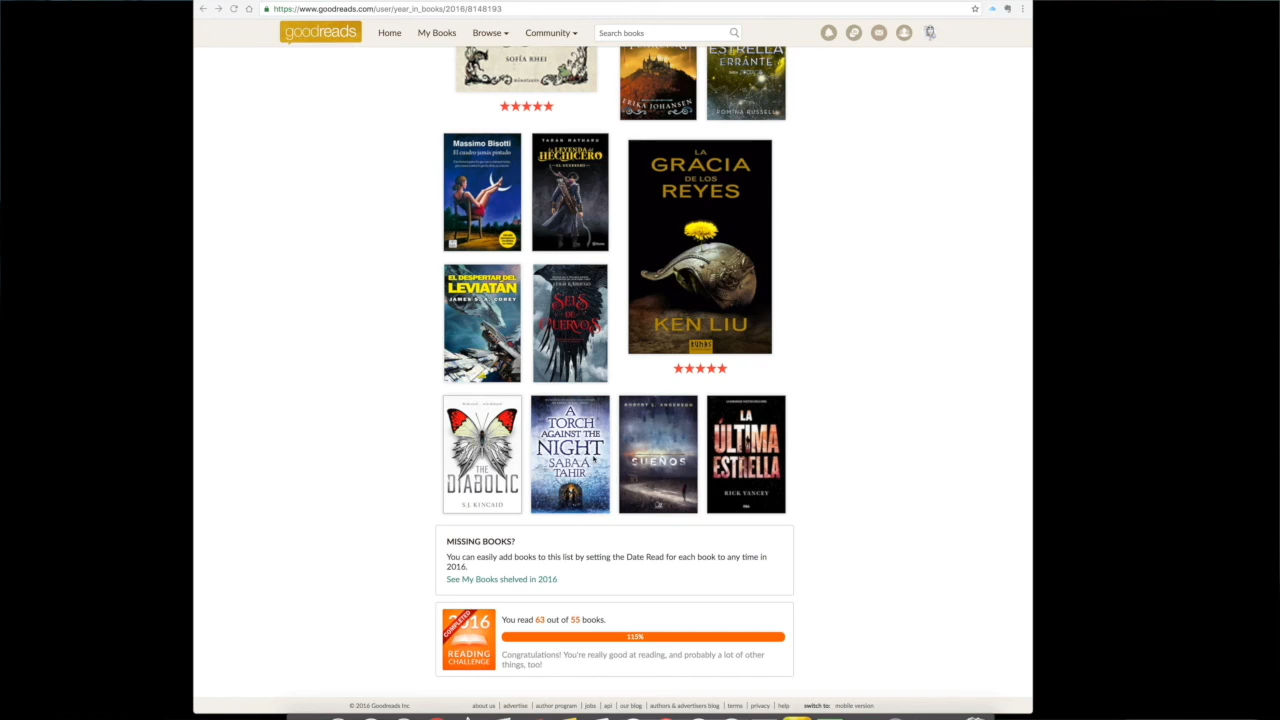 https://www.goodreads.com/user/year_in_books/2016/8148193
goodreads
Home
My Books
Browse
Community
Search books
SOFÍA RHEI
ERIKA JOHANSEN
ESTRELLA
ERRANTE
ROMINA RUSSELL
Massimo Bisotti
El cuadro jamás pintado
TARAN MATHARU
LA LEYENDA DEL
HECHICERO
LA
GRACIA
DE LOS
REYES
KEN LIU
EL DESPERTAR DEL
LEVIATÁN
JAMES S. A. COREY
LEIGH BARDUGO
SEIS
DE
CUERVOS
THE
DIABOLIC
S.J. KINCAID
A
TORCH
AGAINST THE
NIGHT
SABAA
TAHIR
ROBERT L. ANDERSON
SUEÑOS
LA
ÚLTIMA
ESTRELLA
RICK YANCEY
MISSING BOOKS?
You can easily add books to this list by setting the Date Read for each book to any time in
2016.
See My Books shelved in 2016
COMPLETED
2016
READING
CHALLENGE
You read 63 out of 55 books.
115%
Congratulations! You're really good at reading, and probably a lot of other
things, too!
© 2016 Goodreads Inc
about us | advertise | author program | jobs | api | our blog | authors & advertisers blog | terms | privacy | help
switch to: mobile version